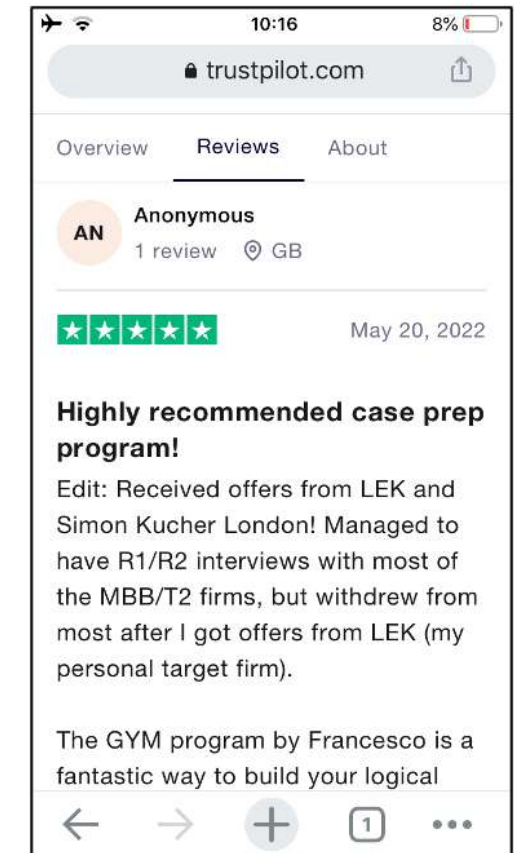 10:16
8%
trustpilot.com
Overview Reviews About
AN
Anonymous
1 review GB
May 20, 2022
Highly recommended case prep
program!
Edit: Received offers from LEK and
Simon Kucher London! Managed to
have R1/R2 interviews with most of
the MBB/T2 firms, but withdrew from
most after I got offers from LEK (my
personal target firm).
The GYM program by Francesco is a
fantastic way to build your logical
1